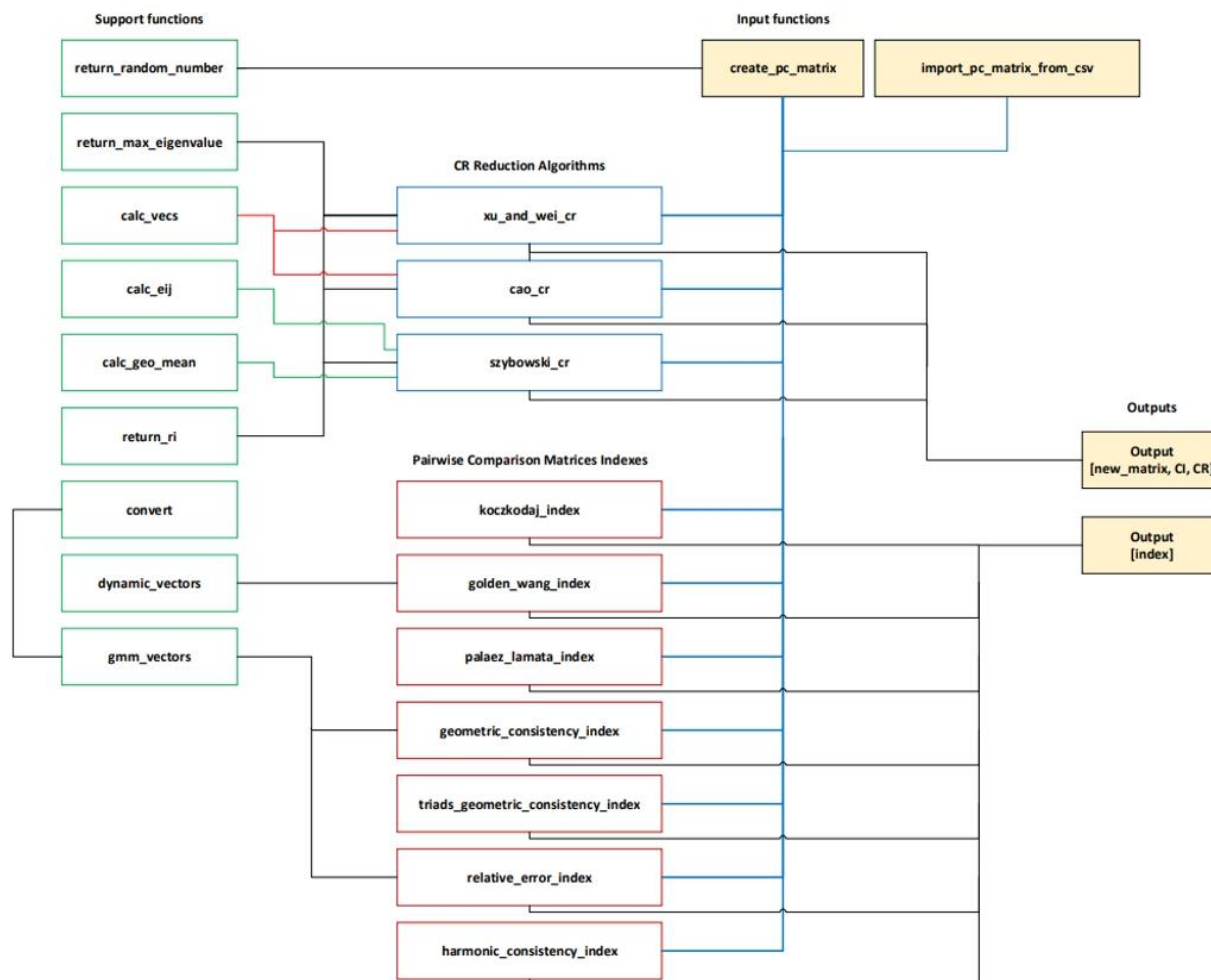 Support functions
Input functions
return_random_number
create_pc_matrix
import_pc_matrix_from_csv
return_max_eigenvalue
CR Reduction Algorithms
calc_vecs
xu_and_wei_cr
calc_eij
cao_cr
calc_geo_mean
szybowski_cr
Outputs
return_ri
Output
[new_matrix, CI, CR]
Pairwise Comparison Matrices Indexes
convert
koczkodaj_index
Output
[index]
dynamic_vectors
golden_wang_index
gmm_vectors
palaez_lamata_index
geometric_consistency_index
triads_geometric_consistency_index
relative_error_index
harmonic_consistency_index